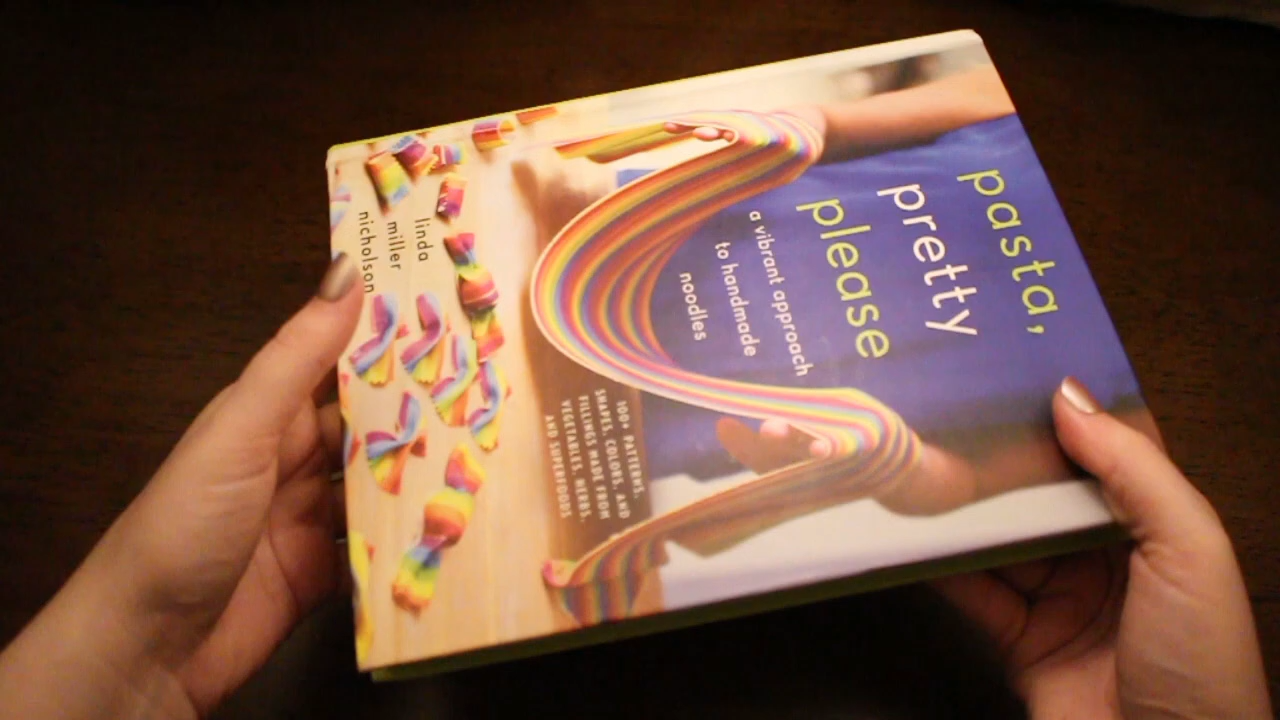 pasta,
pretty
please
a vibrant approach
to handmade
noodles
100+ PATTERNS,
SHAPES, COLORS, AND
FILLINGS MADE FROM
VEGETABLES, HERBS,
AND SUPERFOODS
linda
miller
nicholson